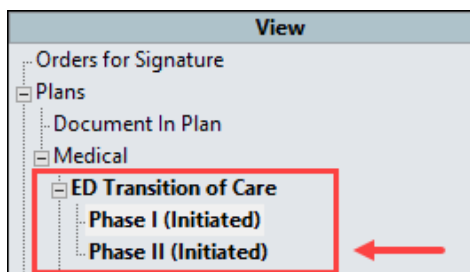 View
Orders for Signature
Plans
Document In Plan
Medical
ED Transition of Care
Phase I (Initiated)
Phase II (Initiated)